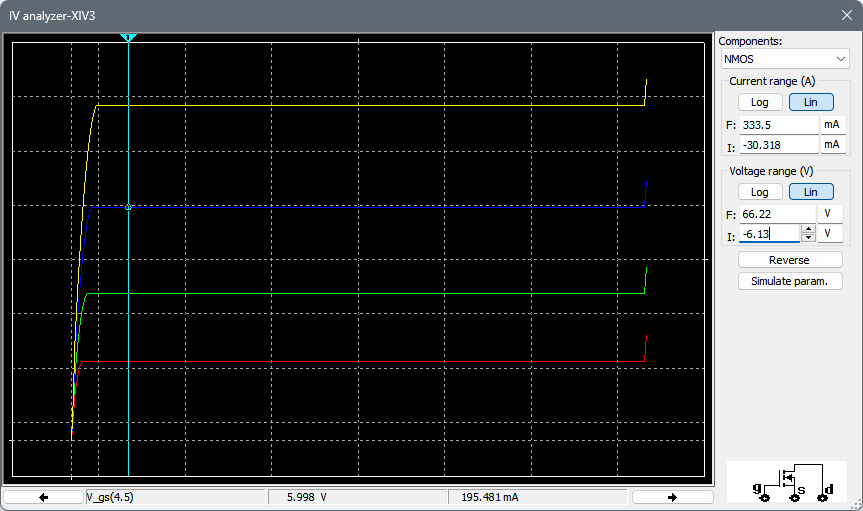 IV analyzer-XIV3
Components:
NMOS
Current range (A)
Log Lin
F: 333.5 mA
I: -30.318 mA
Voltage range (V)
Log Lin
F: 66.22 V
I: -6.13 V
Reverse
Simulate param.
g s d
V_gs(4.5) 5.998 V 195.481 mA